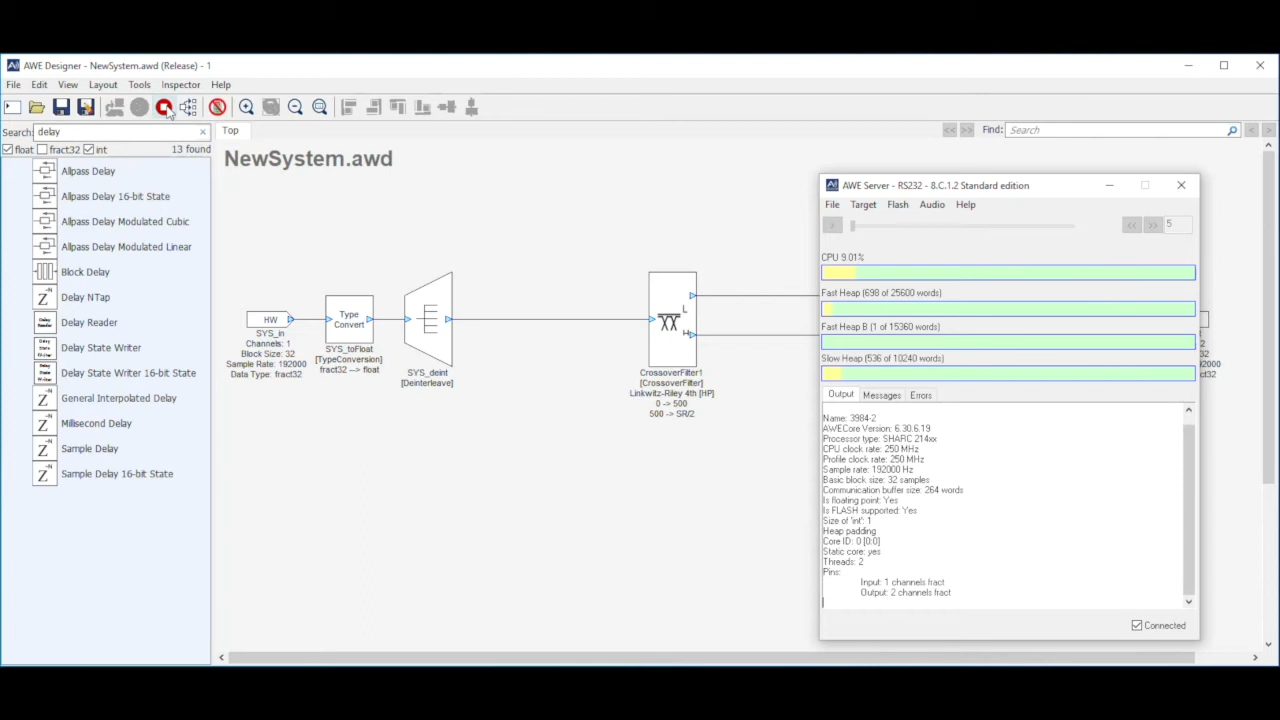 AWE Designer - NewSystem.awd (Release) - 1
File Edit View Layout Tools Inspector Help
Search: delay
float fract32 int 13 found
Top
Find: Search
Allpass Delay
Allpass Delay 16-bit State
Allpass Delay Modulated Cubic
Allpass Delay Modulated Linear
Block Delay
Delay NTap
Delay Reader
Delay State Writer
Delay State Writer 16-bit State
General Interpolated Delay
Millisecond Delay
Sample Delay
Sample Delay 16-bit State
NewSystem.awd
HW
SYS_in
Channels: 1
Block Size: 32
Sample Rate: 192000
Data Type: fract32
Type
Convert
SYS_toFloat
[TypeConversion]
fract32 --> float
SYS_deint
[Deinterleave]
L
H
CrossoverFilter1
[CrossoverFilter]
Linkwitz-Riley 4th [HP]
0 -> 500
500 -> SR/2
AWE Server - RS232 - 8.C.1.2 Standard edition
File Target Flash Audio Help
> << >> 5
CPU 9.01%
Fast Heap (698 of 25600 words)
Fast Heap B (1 of 15360 words)
Slow Heap (536 of 10240 words)
Output Messages Errors
Name: 3984-2
AWECore Version: 6.30.6.19
Processor type: SHARC 214xx
CPU clock rate: 250 MHz
Profile clock rate: 250 MHz
Sample rate: 192000 Hz
Basic block size: 32 samples
Communication buffer size: 264 words
Is floating point: Yes
Is FLASH supported: Yes
Size of 'int': 1
Heap padding
Core ID: 0 [0:0]
Static core: yes
Threads: 2
Pins:
Input: 1 channels fract
Output: 2 channels fract
Connected